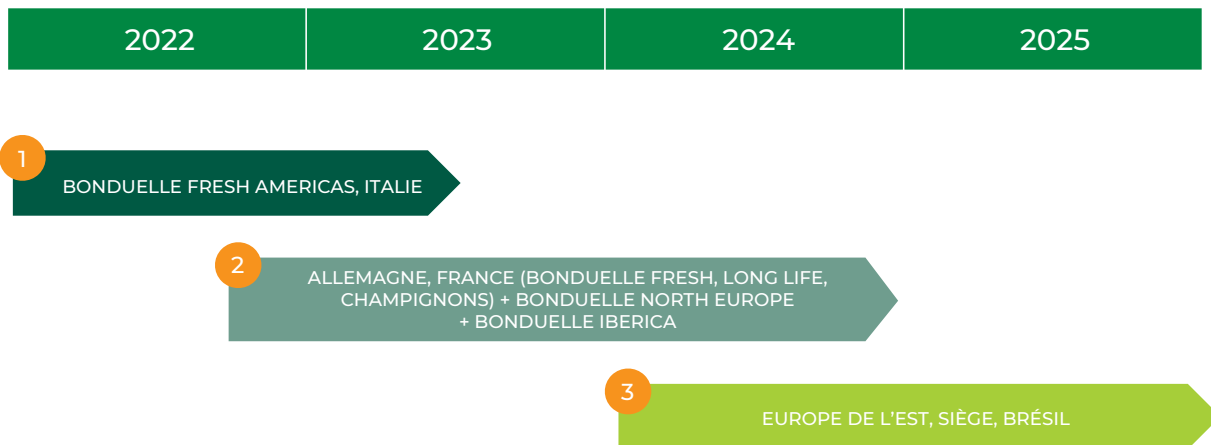 2022
2023
2024
2025
1
BONDUELLE FRESH AMERICAS, ITALIE
2
ALLEMAGNE, FRANCE (BONDUELLE FRESH, LONG LIFE,
CHAMPIGNONS) + BONDUELLE NORTH EUROPE
+ BONDUELLE IBERICA
3
EUROPE DE L’EST, SIÈGE, BRÉSIL